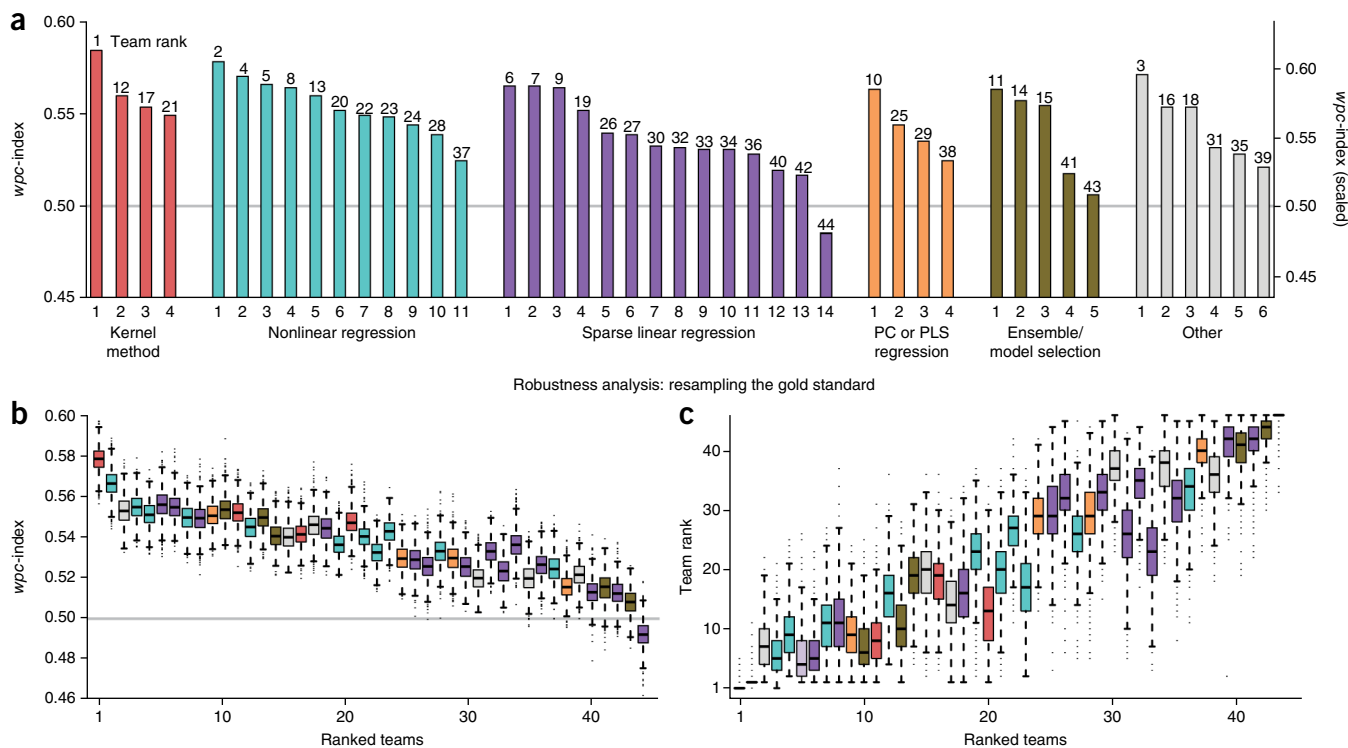 a
0.60
0.55
0.50
0.45
wpc-index
1 Team rank
12 17 21
2 4 5 8 13 20 22 23 24 28 37
6 7 9 19 26 27 30 32 33 34 36 40 42 44
10 25 29 38
11 14 15 41 43
3 16 18 31 35 39
0.60
0.55
0.50
0.45
wpc-index (scaled)
1 2 3 4
Kernel
method
1 2 3 4 5 6 7 8 9 10 11
Nonlinear regression
1 2 3 4 5 6 7 8 9 10 11 12 13 14
Sparse linear regression
1 2 3 4
PC or PLS
regression
1 2 3 4 5
Ensemble/
model selection
1 2 3 4 5 6
Other
Robustness analysis: resampling the gold standard
b
0.60
0.58
0.56
0.54
0.52
0.50
0.48
0.46
wpc-index
1 10 20 30 40
Ranked teams
c
40
30
20
10
1
Team rank
1 10 20 30 40
Ranked teams